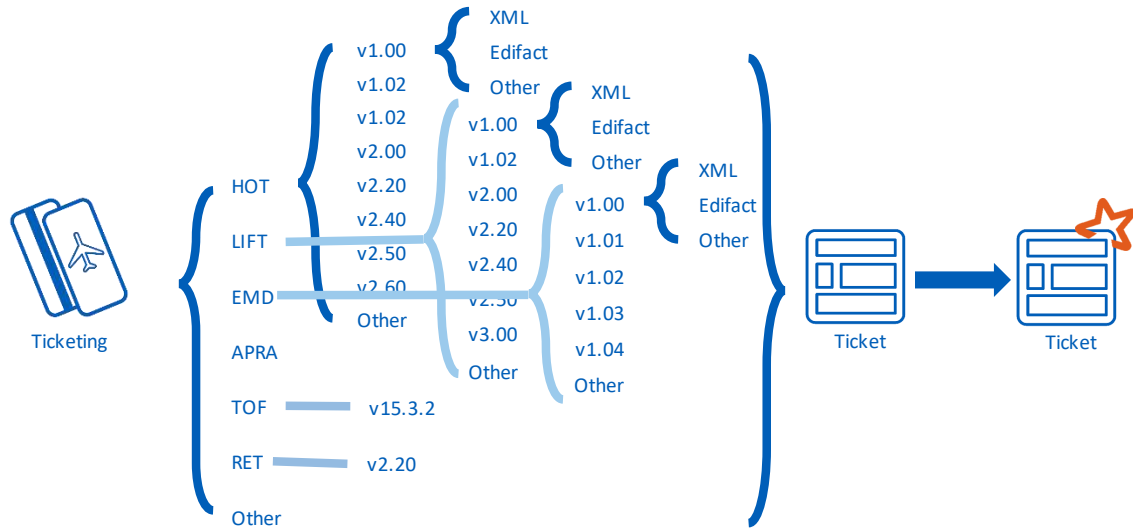 Ticketing
HOT
LIFT
EMD
APRA
TOF
RET
Other
v1.00
v1.02
v1.02
v2.00
v2.20
v2.40
v2.50
v2.60
Other
XML
Edifact
Other
v1.00
v1.02
v2.00
v2.20
v2.40
v2.50
v3.00
Other
XML
Edifact
Other
v1.00
v1.01
v1.02
v1.03
v1.04
Other
XML
Edifact
Other
v15.3.2
v2.20
Ticket
Ticket